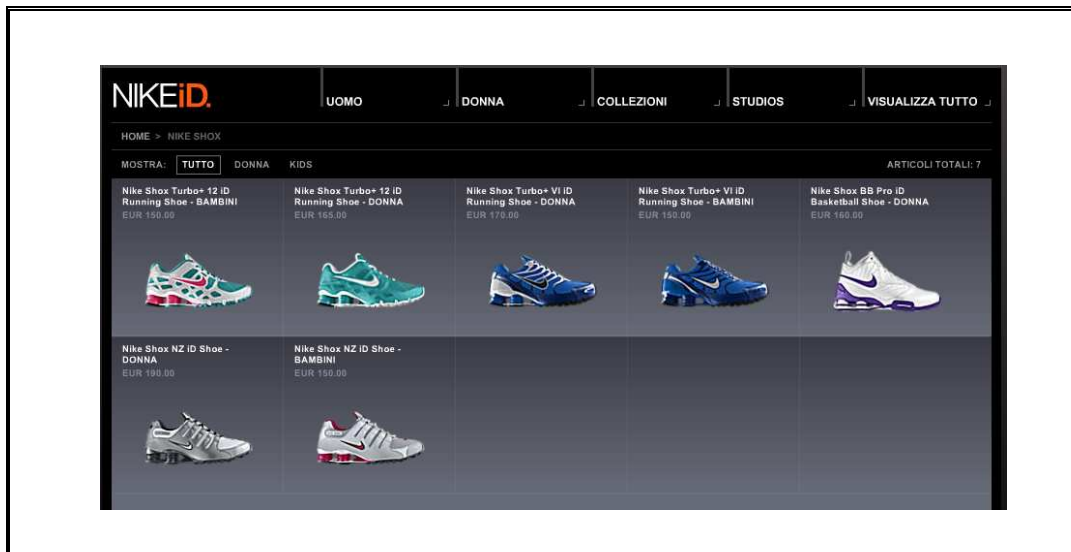 NIKEiD.
UOMO
DONNA
COLLEZIONI
STUDIOS
VISUALIZZA TUTTO
HOME > NIKE SHOX
MOSTRA: TUTTO DONNA KIDS
ARTICOLI TOTALI: 7
Nike Shox Turbo+ 12 iD
Running Shoe - BAMBINI
EUR 150.00
Nike Shox Turbo+ 12 iD
Running Shoe - DONNA
EUR 165.00
Nike Shox Turbo+ VI iD
Running Shoe - DONNA
EUR 170.00
Nike Shox Turbo+ VI iD
Running Shoe - BAMBINI
EUR 150.00
Nike Shox BB Pro iD
Basketball Shoe - DONNA
EUR 160.00
Nike Shox NZ iD Shoe -
DONNA
EUR 190.00
Nike Shox NZ iD Shoe -
BAMBINI
EUR 150.00